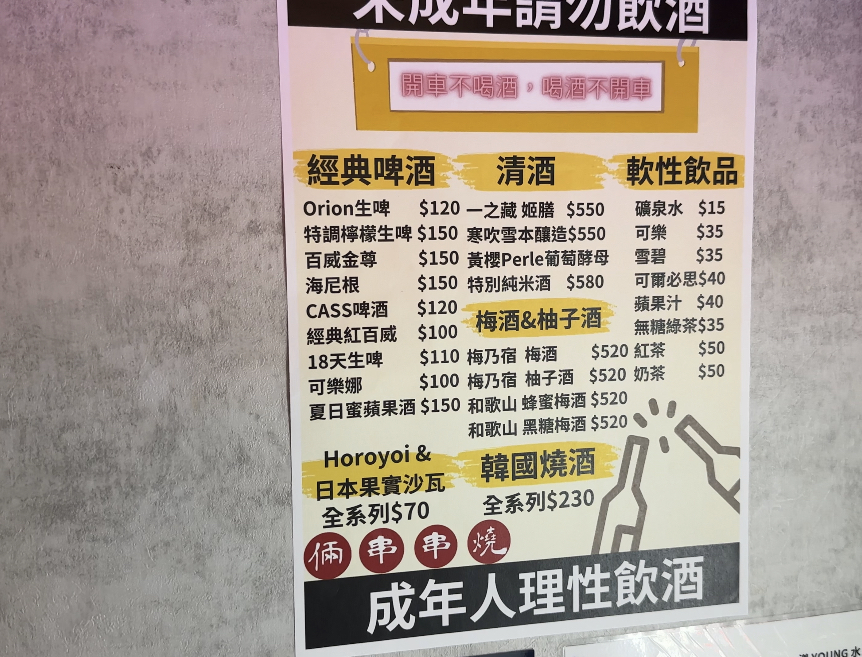 未成年請勿飲酒
開車不喝酒，喝酒不開車
經典啤酒
Orion生啤 $120
特調檸檬生啤 $150
百威金尊 $150
海尼根 $150
CASS啤酒 $120
經典紅百威 $100
18天生啤 $110
可樂娜 $100
夏日蜜蘋果酒 $150
Horoyoi &
日本果實沙瓦
全系列$70
清酒
一之藏 姬膳 $550
寒吹雪本釀造$550
黃櫻Perle葡萄酵母
特別純米酒 $580
梅酒&柚子酒
梅乃宿 梅酒 $520
梅乃宿 柚子酒 $520
和歌山 蜂蜜梅酒 $520
和歌山 黑糖梅酒 $520
韓國燒酒
全系列$230
軟性飲品
礦泉水 $15
可樂 $35
雪碧 $35
可爾必思$40
蘋果汁 $40
無糖綠茶$35
紅茶 $50
奶茶 $50
倆串串燒
成年人理性飲酒
YOUNG 水